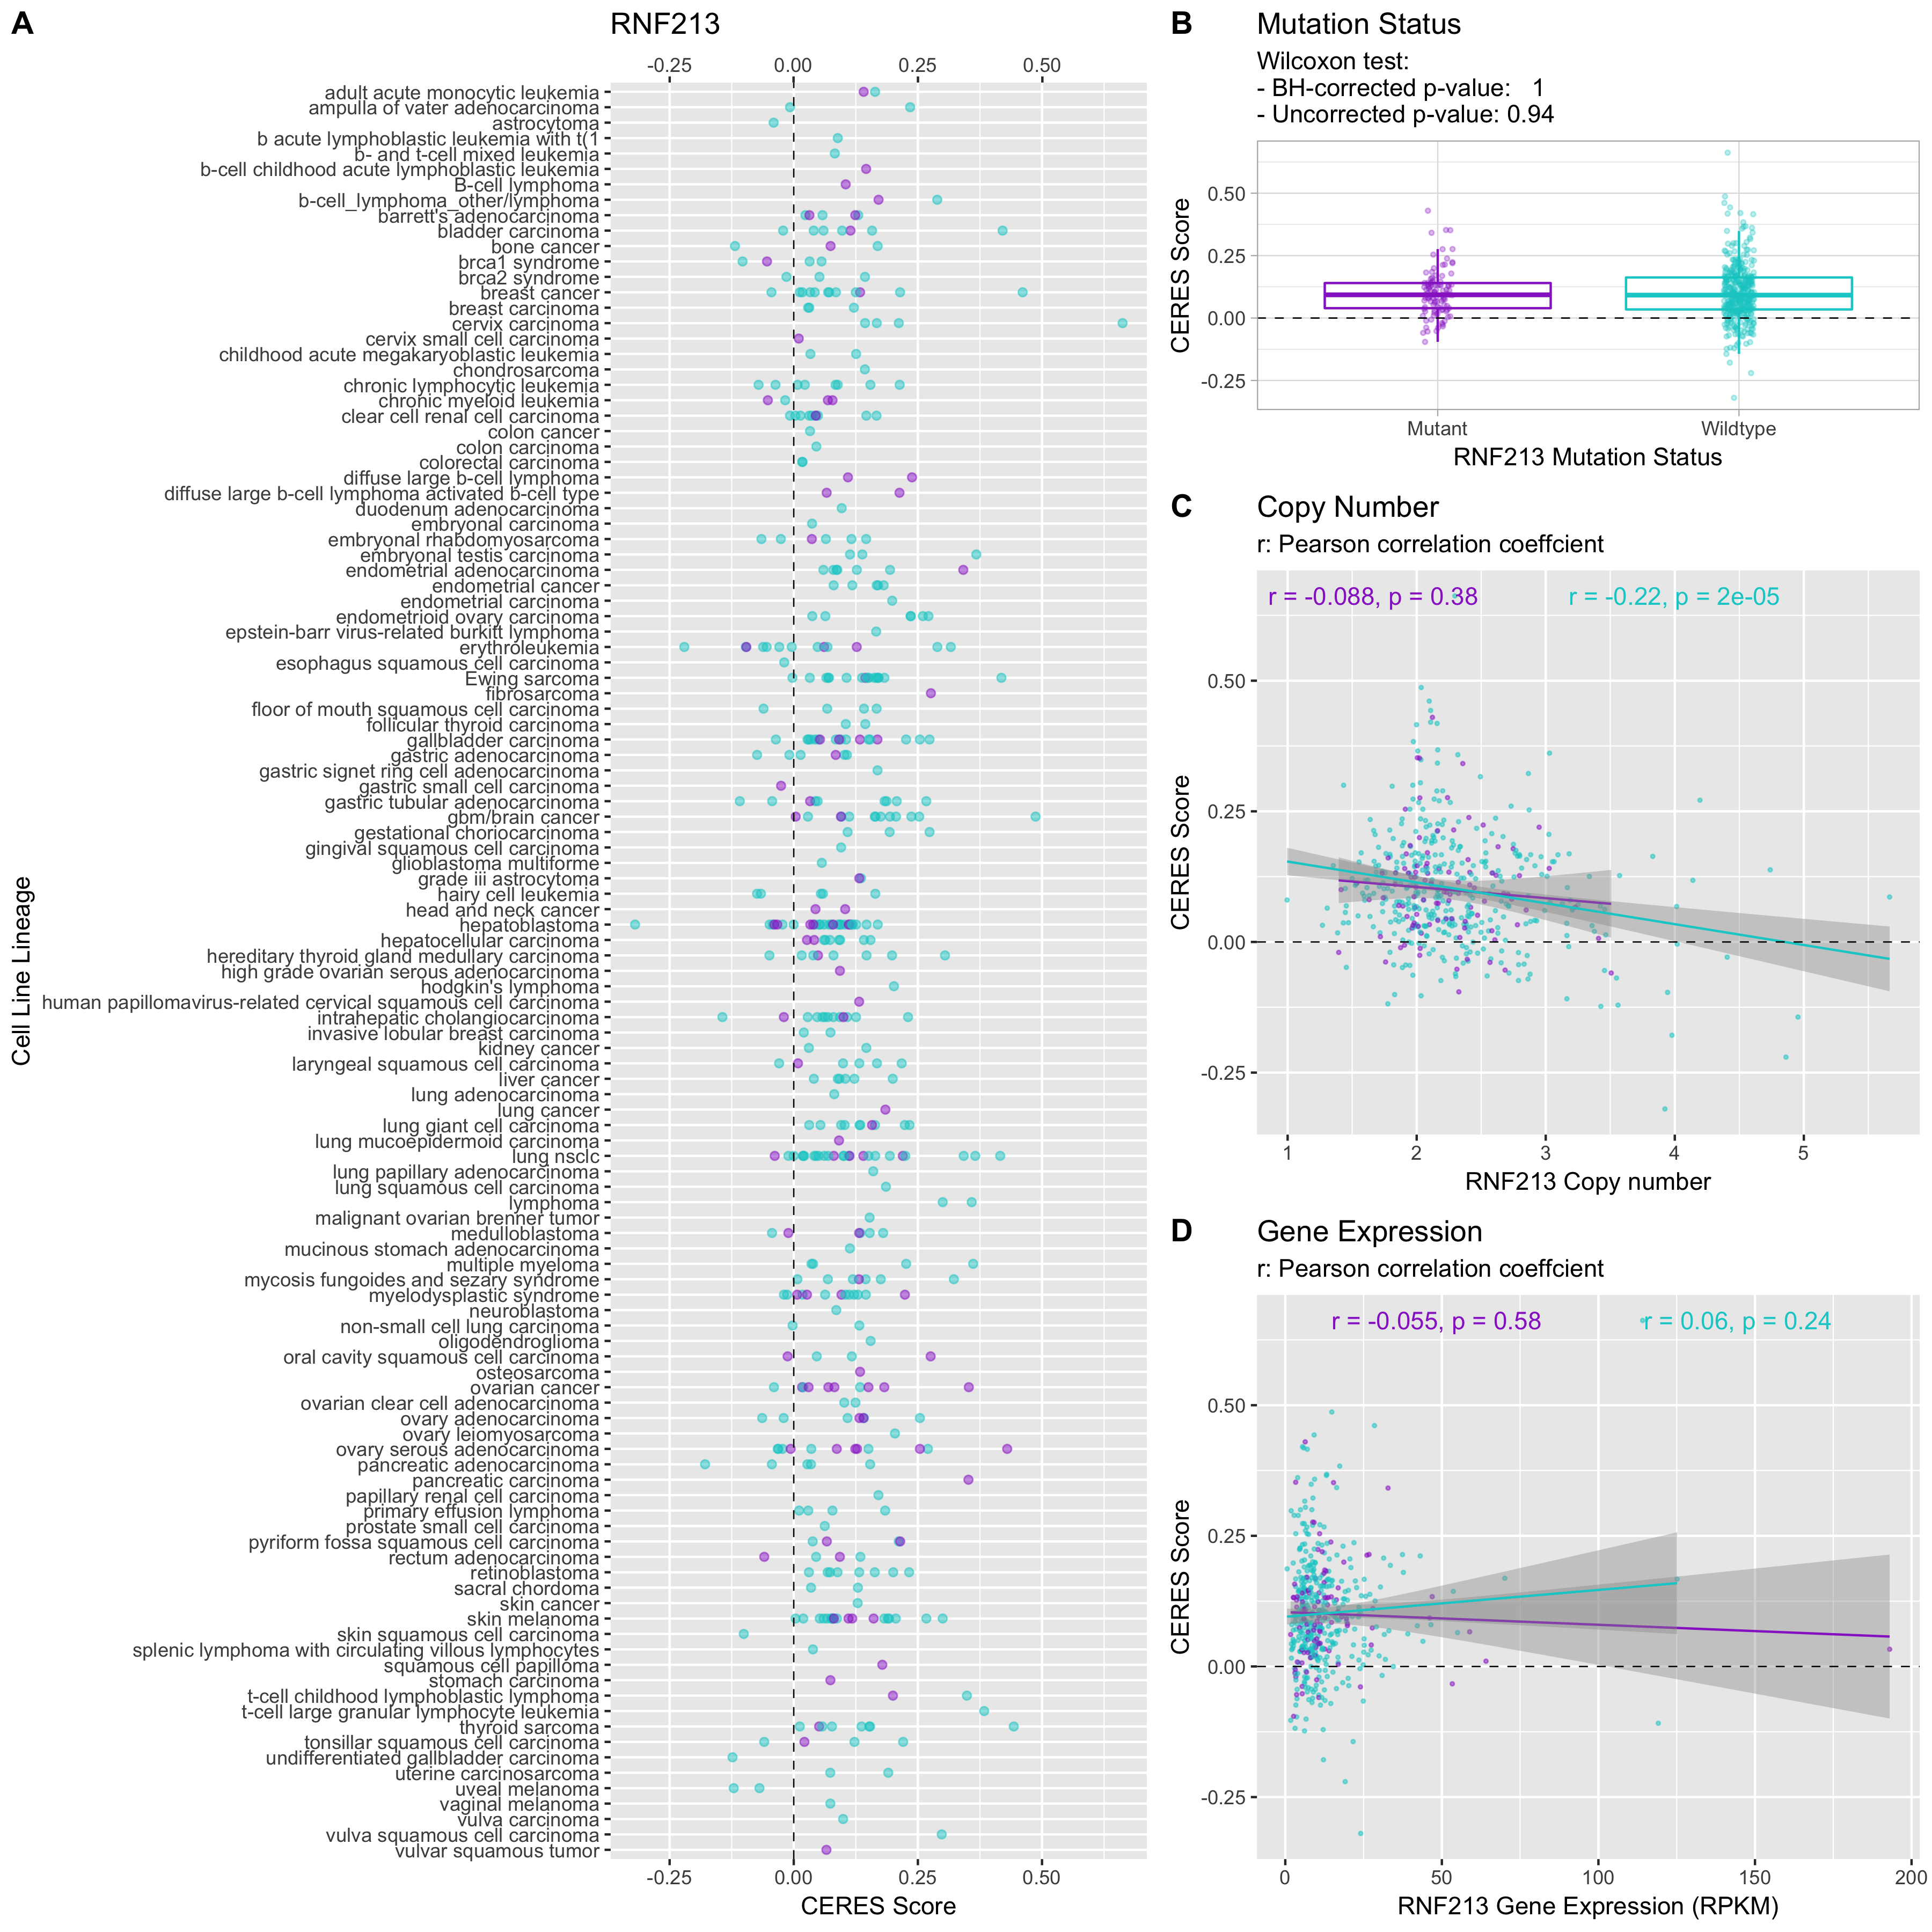 A
RNF213
-0.25 0.00 0.25 0.50
adult acute monocytic leukemia
ampulla of vater adenocarcinoma
astrocytoma
b acute lymphoblastic leukemia with t(1
b- and t-cell mixed leukemia
b-cell childhood acute lymphoblastic leukemia
B-cell lymphoma
b-cell_lymphoma_other/lymphoma
barrett's adenocarcinoma
bladder carcinoma
bone cancer
brca1 syndrome
brca2 syndrome
breast cancer
breast carcinoma
cervix carcinoma
cervix small cell carcinoma
childhood acute megakaryoblastic leukemia
chondrosarcoma
chronic lymphocytic leukemia
chronic myeloid leukemia
clear cell renal cell carcinoma
colon cancer
colon carcinoma
colorectal carcinoma
diffuse large b-cell lymphoma
diffuse large b-cell lymphoma activated b-cell type
duodenum adenocarcinoma
embryonal carcinoma
embryonal rhabdomyosarcoma
embryonal testis carcinoma
endometrial adenocarcinoma
endometrial cancer
endometrial carcinoma
endometrioid ovary carcinoma
epstein-barr virus-related burkitt lymphoma
erythroleukemia
esophagus squamous cell carcinoma
Ewing sarcoma
fibrosarcoma
floor of mouth squamous cell carcinoma
follicular thyroid carcinoma
gallbladder carcinoma
gastric adenocarcinoma
gastric signet ring cell adenocarcinoma
gastric small cell carcinoma
gastric tubular adenocarcinoma
gbm/brain cancer
gestational choriocarcinoma
gingival squamous cell carcinoma
glioblastoma multiforme
grade iii astrocytoma
hairy cell leukemia
head and neck cancer
hepatoblastoma
hepatocellular carcinoma
hereditary thyroid gland medullary carcinoma
high grade ovarian serous adenocarcinoma
hodgkin's lymphoma
human papillomavirus-related cervical squamous cell carcinoma
intrahepatic cholangiocarcinoma
invasive lobular breast carcinoma
kidney cancer
laryngeal squamous cell carcinoma
liver cancer
lung adenocarcinoma
lung cancer
lung giant cell carcinoma
lung mucoepidermoid carcinoma
lung nsclc
lung papillary adenocarcinoma
lung squamous cell carcinoma
lymphoma
malignant ovarian brenner tumor
medulloblastoma
mucinous stomach adenocarcinoma
multiple myeloma
mycosis fungoides and sezary syndrome
myelodysplastic syndrome
neuroblastoma
non-small cell lung carcinoma
oligodendroglioma
oral cavity squamous cell carcinoma
osteosarcoma
ovarian cancer
ovarian clear cell adenocarcinoma
ovary adenocarcinoma
ovary leiomyosarcoma
ovary serous adenocarcinoma
pancreatic adenocarcinoma
pancreatic carcinoma
papillary renal cell carcinoma
primary effusion lymphoma
prostate small cell carcinoma
pyriform fossa squamous cell carcinoma
rectum adenocarcinoma
retinoblastoma
sacral chordoma
skin cancer
skin melanoma
skin squamous cell carcinoma
splenic lymphoma with circulating villous lymphocytes
squamous cell papilloma
stomach carcinoma
t-cell childhood lymphoblastic lymphoma
t-cell large granular lymphocyte leukemia
thyroid sarcoma
tonsillar squamous cell carcinoma
undifferentiated gallbladder carcinoma
uterine carcinosarcoma
uveal melanoma
vaginal melanoma
vulva carcinoma
vulva squamous cell carcinoma
vulvar squamous tumor
-0.25 0.00 0.25 0.50
CERES Score
Cell Line Lineage
B
Mutation Status
Wilcoxon test:
- BH-corrected p-value: 1
- Uncorrected p-value: 0.94
0.50
0.25
0.00
-0.25
CERES Score
Mutant Wildtype
RNF213 Mutation Status
C
Copy Number
r: Pearson correlation coeffcient
r = -0.088, p = 0.38 r = -0.22, p = 2e-05
0.50
0.25
0.00
-0.25
CERES Score
1 2 3 4 5
RNF213 Copy number
D
Gene Expression
r: Pearson correlation coeffcient
r = -0.055, p = 0.58 r = 0.06, p = 0.24
0.50
0.25
0.00
-0.25
CERES Score
0 50 100 150 200
RNF213 Gene Expression (RPKM)